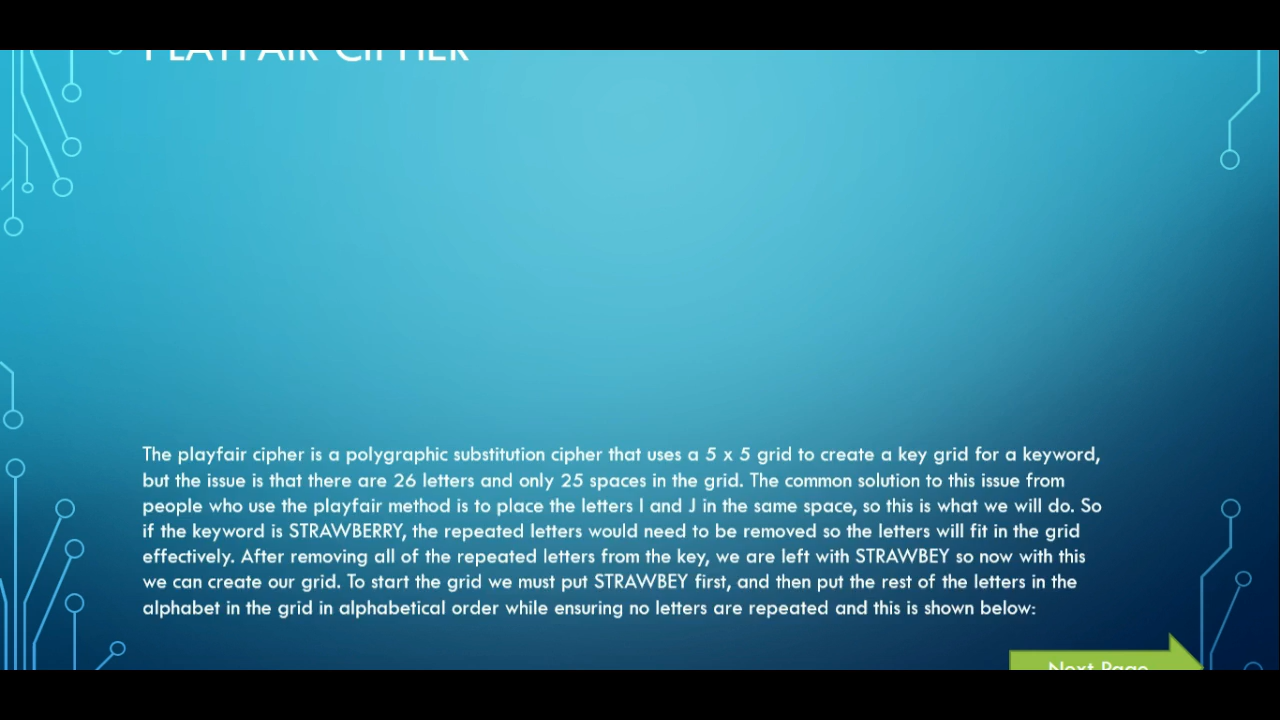 PLAYFAIR CIPHER
The playfair cipher is a polygraphic substitution cipher that uses a 5 x 5 grid to create a key grid for a keyword,
but the issue is that there are 26 letters and only 25 spaces in the grid. The common solution to this issue from
people who use the playfair method is to place the letters I and J in the same space, so this is what we will do. So
if the keyword is STRAWBERRY, the repeated letters would need to be removed so the letters will fit in the grid
effectively. After removing all of the repeated letters from the key, we are left with STRAWBEY so now with this
we can create our grid. To start the grid we must put STRAWBEY first, and then put the rest of the letters in the
alphabet in the grid in alphabetical order while ensuring no letters are repeated and this is shown below:
Next Page